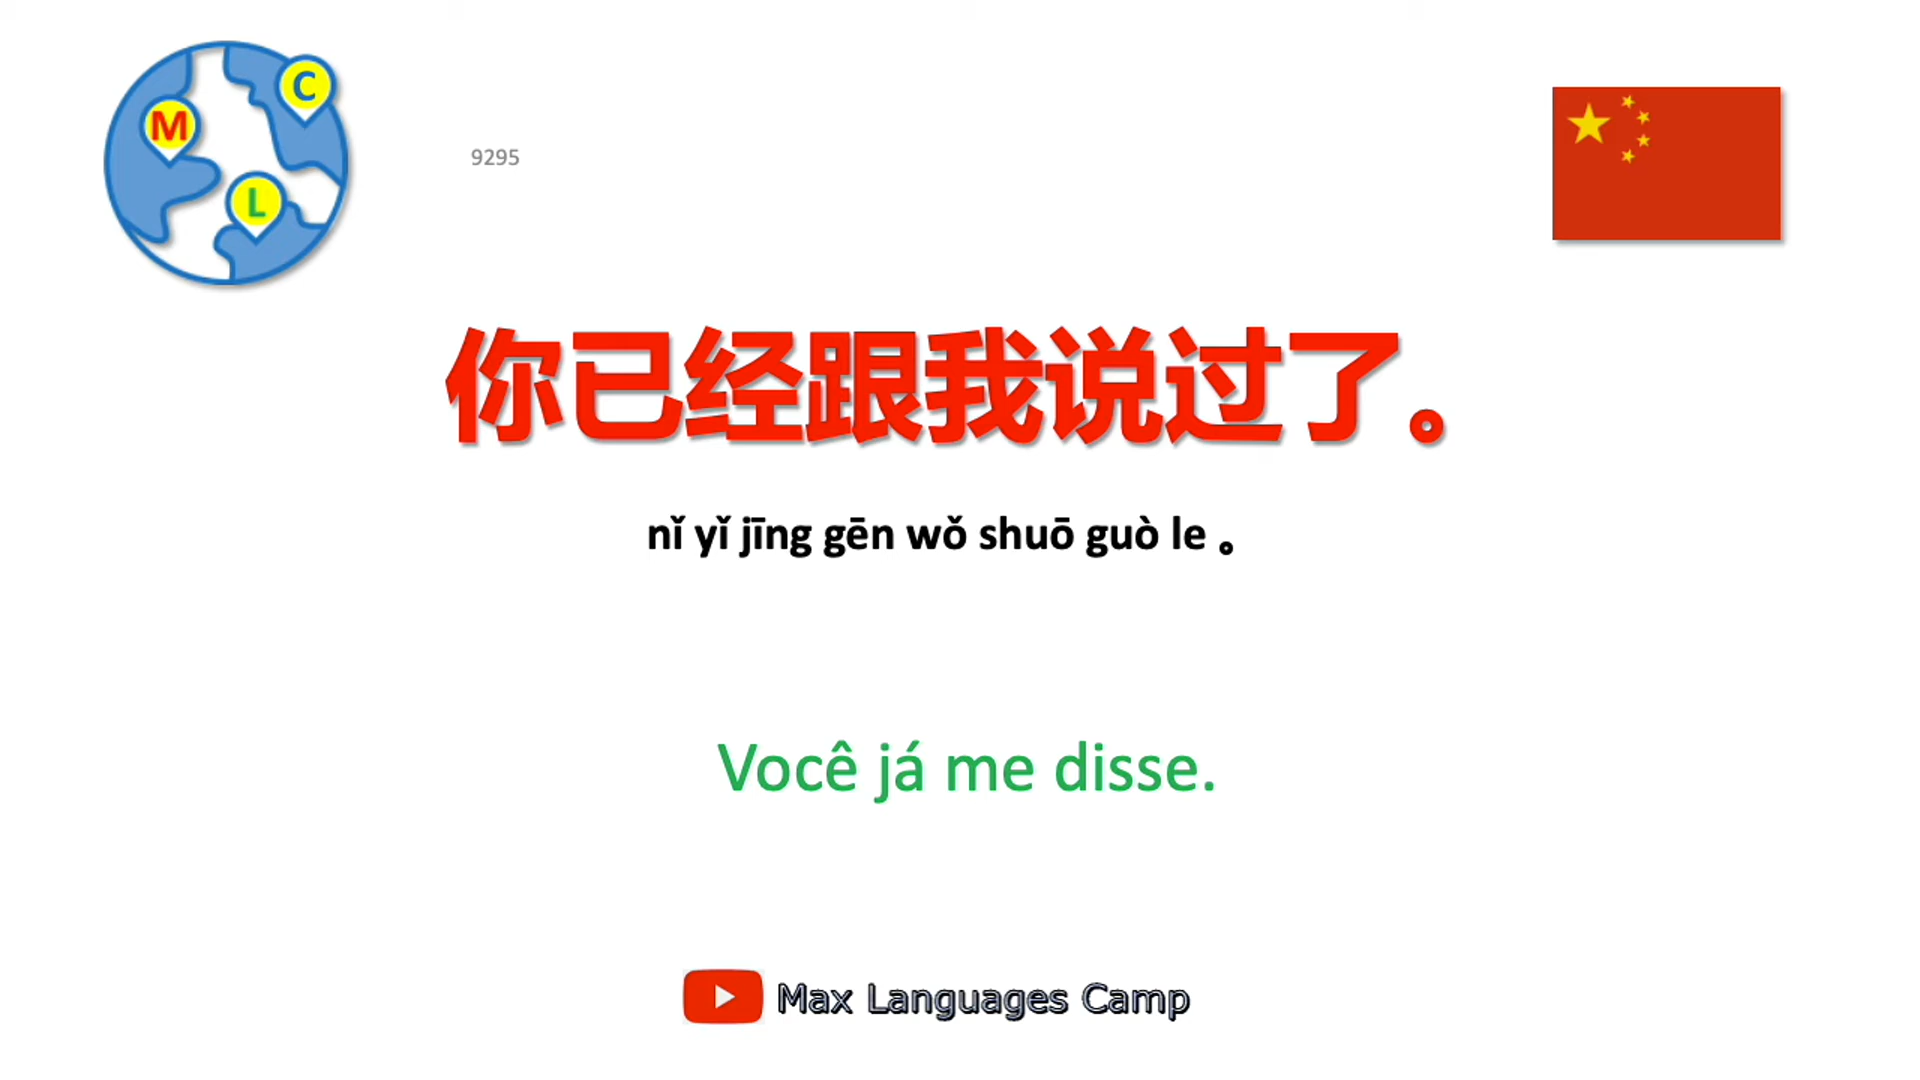 M
C
L
9295
你已经跟我说过了。
nǐ yǐ jīng gēn wǒ shuō guò le 。
Você já me disse.
Max Languages Camp